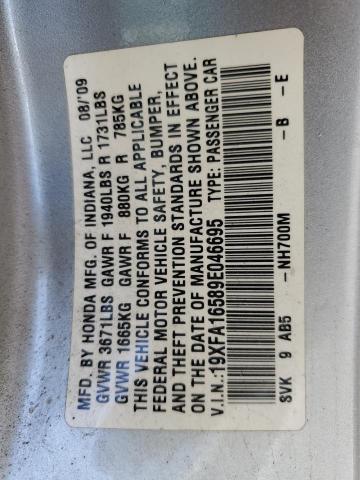 MFD. BY HONDA MFG. OF INDIANA, LLC 08/'09
GVWR 3671LBS GAWR F 1940LBS R 1731LBS
GVWR 1665KG GAWR F 880KG R 785KG
THIS VEHICLE CONFORMS TO ALL APPLICABLE
FEDERAL MOTOR VEHICLE SAFETY, BUMPER,
AND THEFT PREVENTION STANDARDS IN EFFECT
ON THE DATE OF MANUFACTURE SHOWN ABOVE.
V.I.N.:19XFA16589E046695 TYPE: PASSENGER CAR
SVK 9 AB5 -NH700M -B -E